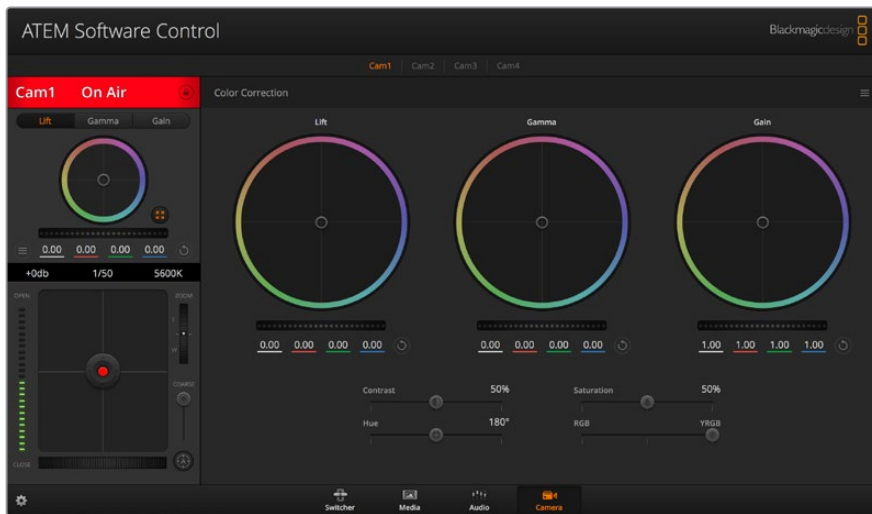 ATEM Software Control
Blackmagicdesign
Cam1 Cam2 Cam3 Cam4
Cam1 On Air
Color Correction
Lift Gamma Gain
Lift Gamma Gain
0.00 0.00 0.00 0.00
+0db 1/50 5600K
0.00 0.00 0.00 0.00 0.00 0.00 0.00 0.00 1.00 1.00 1.00 1.00
OPEN ZOOM
COARSE
CLOSE
Contrast 50% Saturation 50%
Hue 180° RGB YRGB
Switcher Media Audio Camera